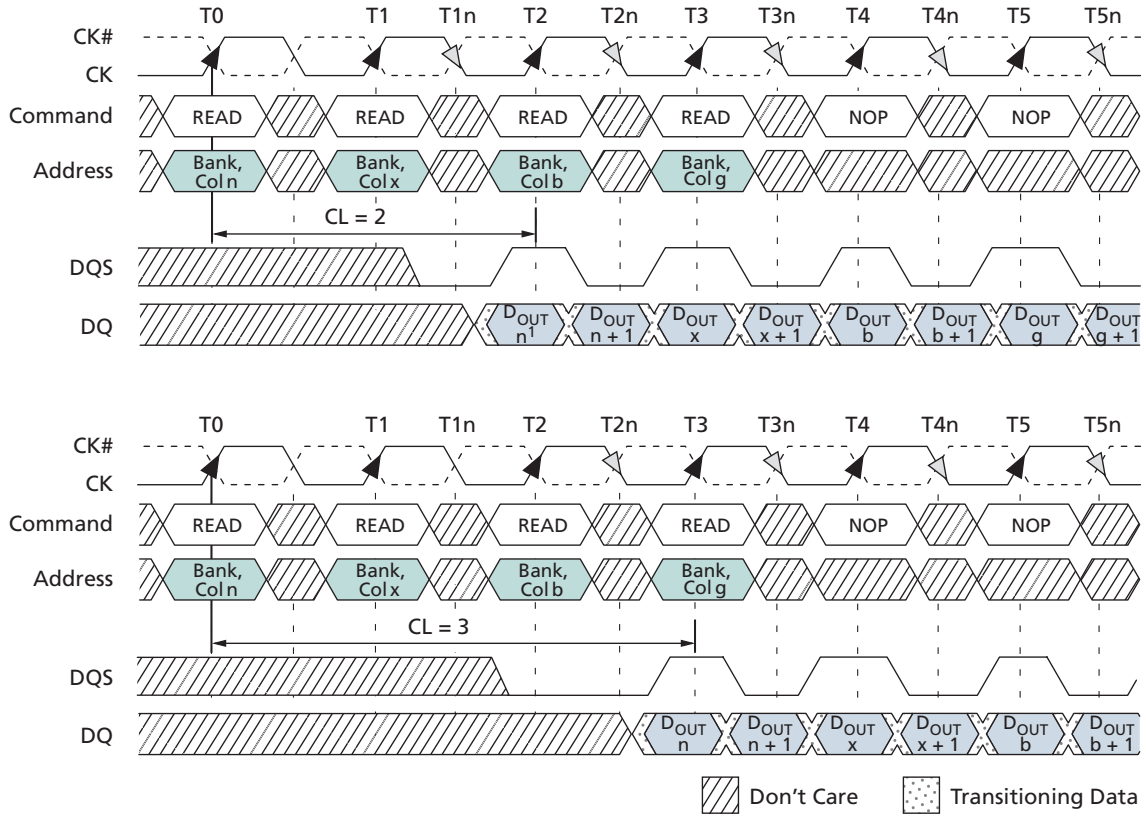 T0 T1 T1n T2 T2n T3 T3n T4 T4n T5 T5n
CK#
CK
Command READ READ READ READ NOP NOP
Address Bank, Col n Bank, Col x Bank, Col b Bank, Col g
CL = 2
DQS
DQ DOUT n¹ DOUT n + 1 DOUT x DOUT x + 1 DOUT b DOUT b + 1 DOUT g DOUT g + 1
T0 T1 T1n T2 T2n T3 T3n T4 T4n T5 T5n
CK#
CK
Command READ READ READ READ NOP NOP
Address Bank, Col n Bank, Col x Bank, Col b Bank, Col g
CL = 3
DQS
DQ DOUT n DOUT n + 1 DOUT x DOUT x + 1 DOUT b DOUT b + 1
Don't Care Transitioning Data